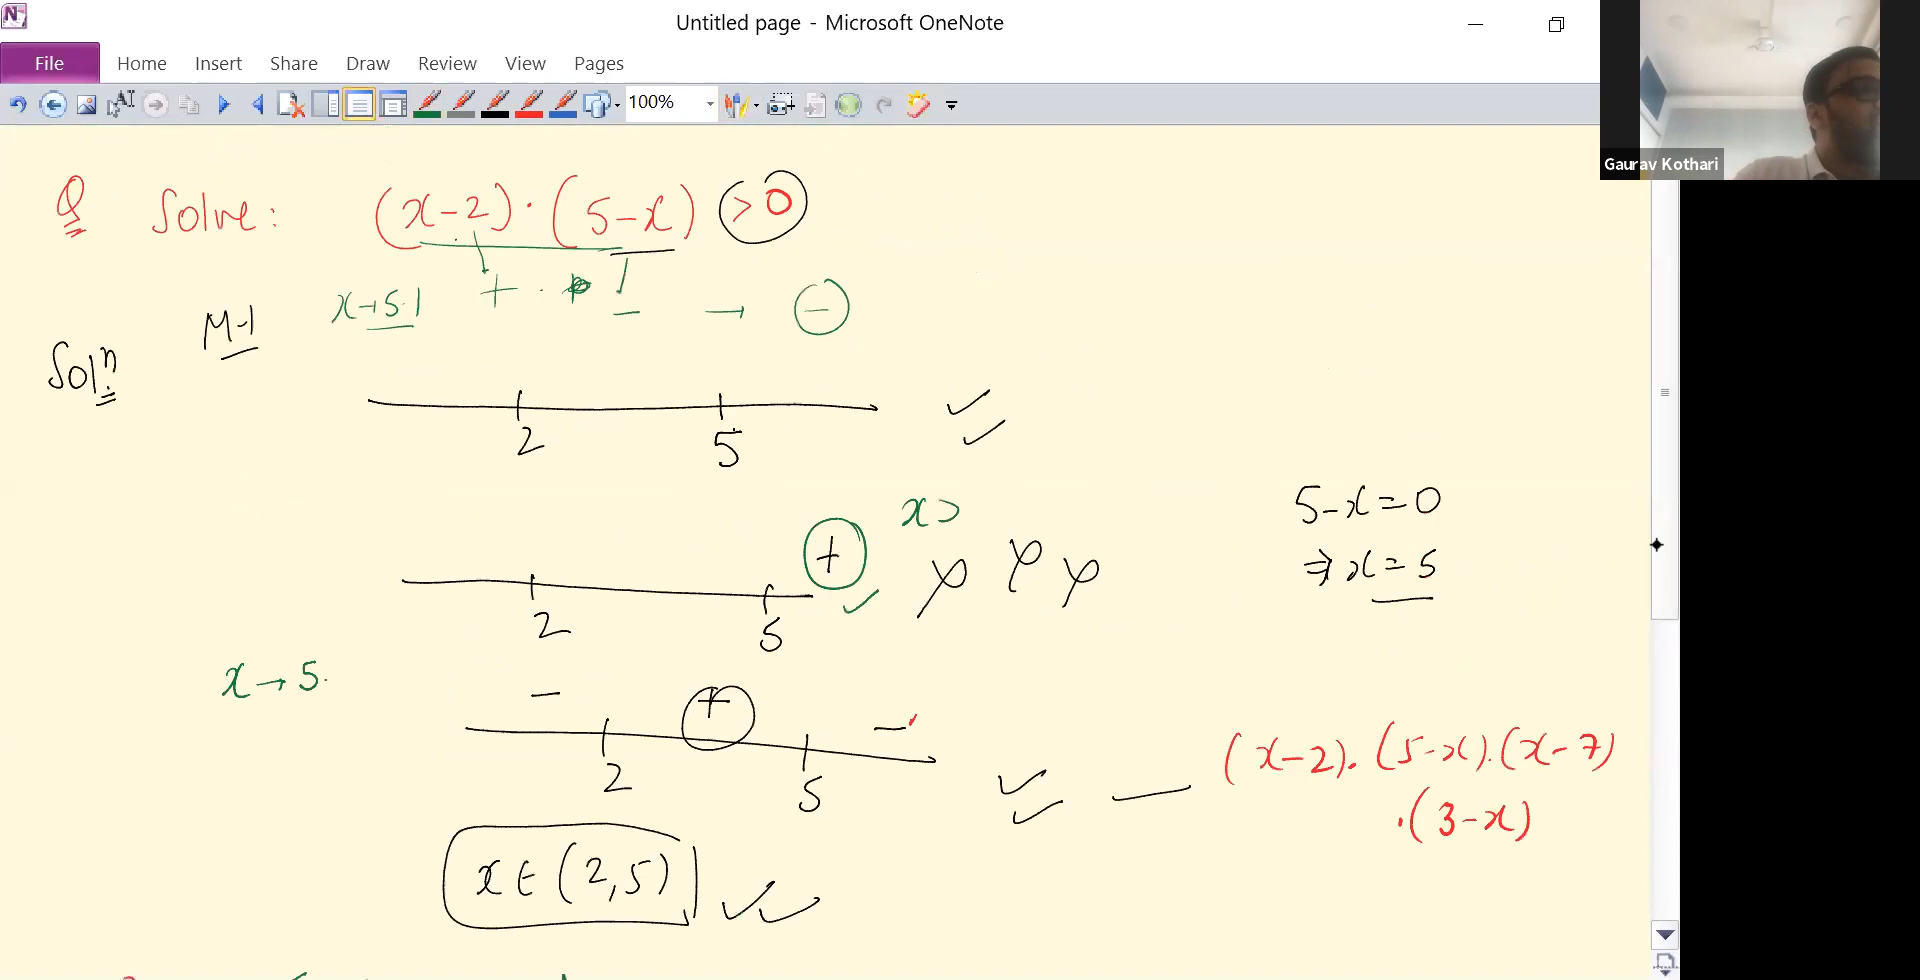 Untitled page - Microsoft OneNote
File Home Insert Share Draw Review View Pages
100%
Gaurav Kothari
Q Solve: (x-2)·(5-x) >0
x→5.1 + · - → -
M-1
Solⁿ
2 5
+ x>
2 5
5-x=0
⇒ x=5
x→5.
- + -
2 5
(x-2).(5-x).(x-7)
.(3-x)
x ∈ (2,5)